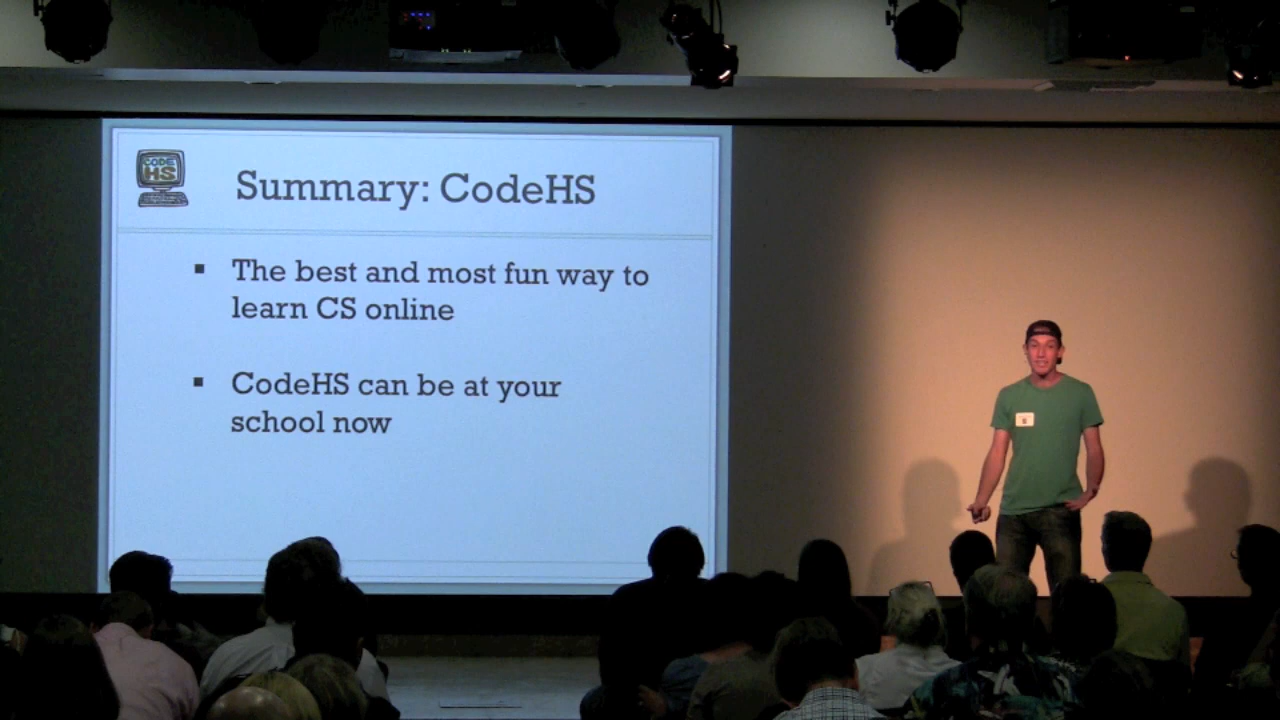 CODE
HS
Summary: CodeHS
▪ The best and most fun way to
learn CS online
▪ CodeHS can be at your
school now